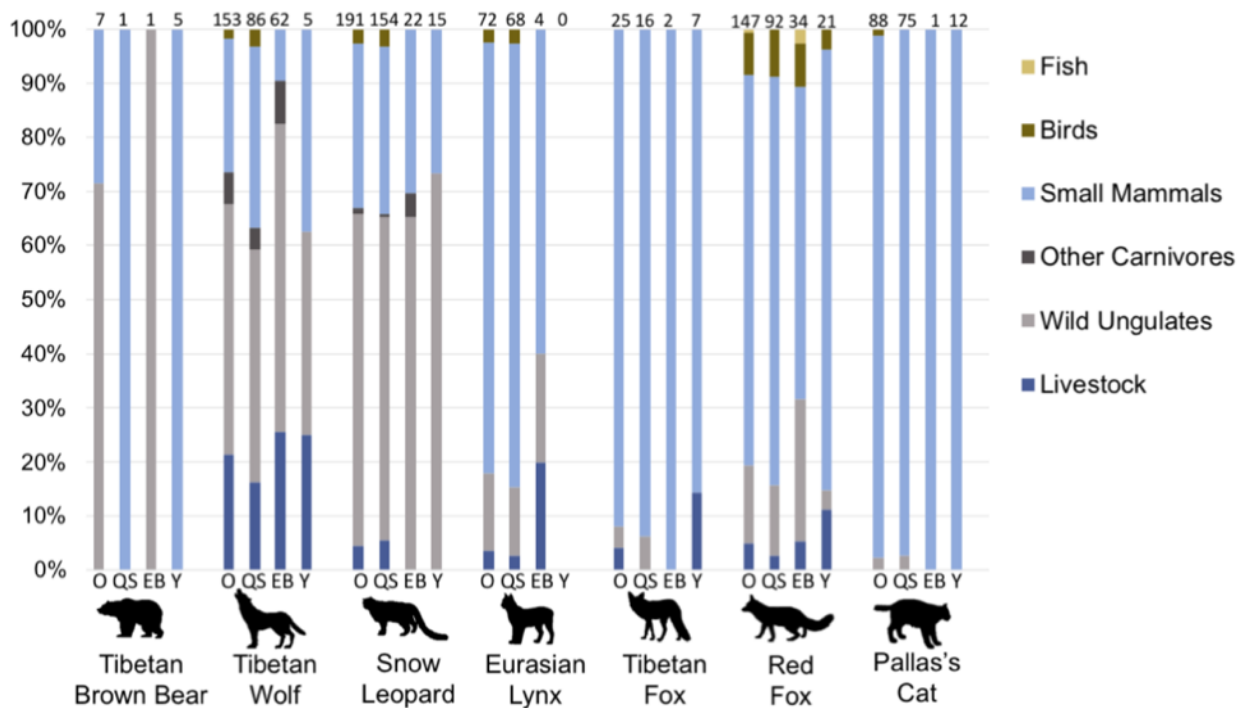 7 1 1 5 153 86 62 5 191 154 22 15 72 68 4 0 25 16 2 7 147 92 34 21 88 75 1 12
100%
90%
80%
70%
60%
50%
40%
30%
20%
10%
0%
O QS EB Y O QS EB Y O QS EB Y O QS EB Y O QS EB Y O QS EB Y O QS EB Y
Tibetan
Brown Bear
Tibetan
Wolf
Snow
Leopard
Eurasian
Lynx
Tibetan
Fox
Red
Fox
Pallas's
Cat
Fish
Birds
Small Mammals
Other Carnivores
Wild Ungulates
Livestock